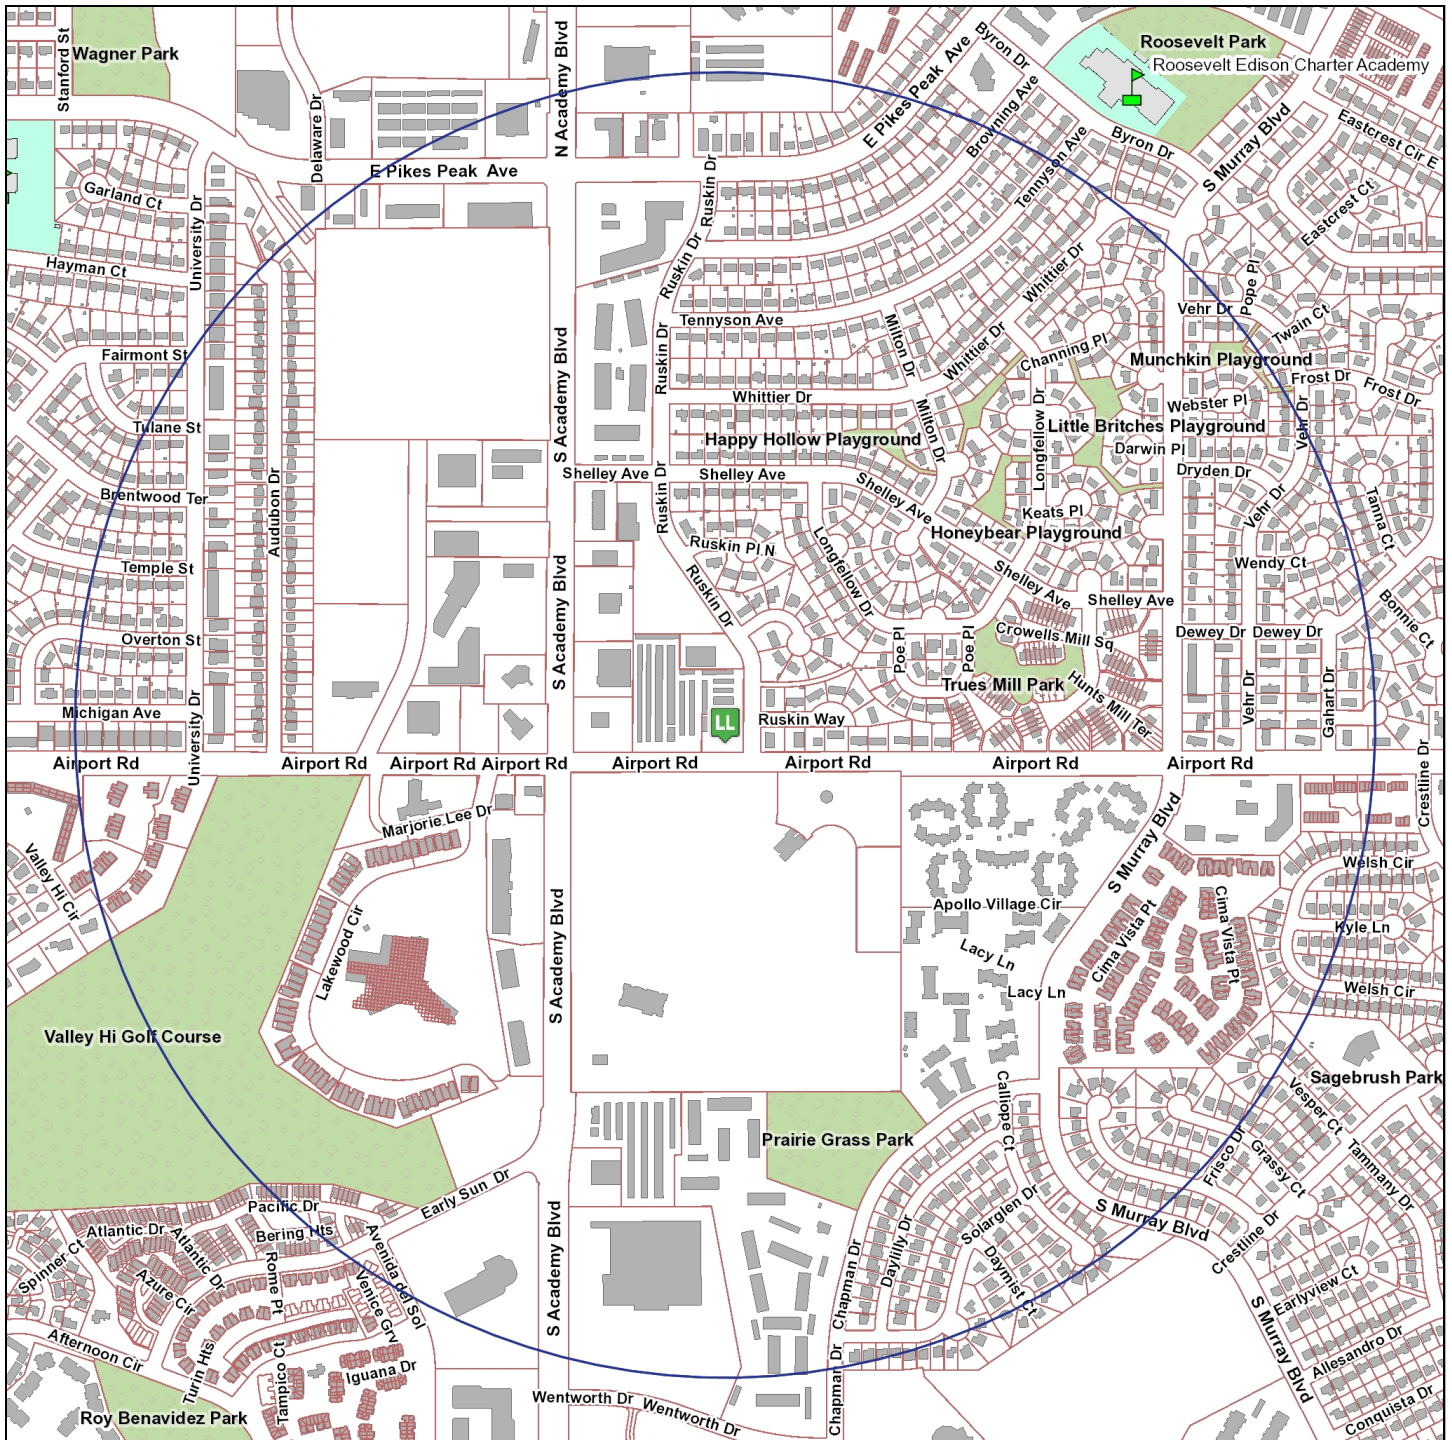 Stanford St
Wagner Park
N Academy Blvd
E Pikes Peak Ave
Byron Dr
Roosevelt Park
Roosevelt Edison Charter Academy
Delaware Dr
Browning Ave
Tennyson Ave
Byron Dr
S Murray Blvd
Eastcrest Cir E
Eastcrest Ct
E Pikes Peak Ave
Garland Ct
University Dr
Ruskin Dr
Hayman Ct
Ruskin Dr
Whittier Dr
Pope Pl
Vehr Dr
Twain Ct
Tennyson Ave
Milton Dr
Whittier Dr
Channing Pl
Munchkin Playground
Fairmont St
S Academy Blvd
Ruskin Dr
Frost Dr
Frost Dr
Whittier Dr
Webster Pl
Tulane St
Happy Hollow Playground
Milton Dr
Longfellow Dr
Little Britches Playground
Vehr Dr
Darwin Pl
Dryden Dr
Shelley Ave
Shelley Ave
Shelley Ave
Brentwood Ter
Audubon Dr
Ruskin Dr
Vehr Dr
Tanna Ct
Keats Pl
Honeybear Playground
Ruskin Pl N
Longfellow Dr
Temple St
Wendy Ct
Shelley Ave
Shelley Ave
S Academy Blvd
Ruskin Dr
Bonnie Ct
Overton St
Poe Pl
Poe Pl
Crowells Mill Sq
Dewey Dr
Dewey Dr
Trues Mill Park
Hunts Mill Ter
Vehr Dr
Gahart Dr
Michigan Ave
University Dr
LL
Ruskin Way
Airport Rd
Airport Rd
Airport Rd
Airport Rd
Airport Rd
Airport Rd
Airport Rd
Airport Rd
Crestline Dr
Marjorie Lee Dr
S Murray Blvd
Valley Hi Cir
Welsh Cir
Apollo Village Cir
Cima Vista Pt
Cima Vista Pt
Kyle Ln
Lakewood Cir
S Academy Blvd
Lacy Ln
Lacy Ln
Welsh Cir
Valley Hi Golf Course
Sagebrush Park
Calliope Ct
Vesper Ct
Prairie Grass Park
Frisco Dr
Grassy Ct
Tammany Dr
Early Sun Dr
Pacific Dr
Atlantic Dr
Atlantic Dr
Bering Hts
Solarglen Dr
S Murray Blvd
Crestline Dr
Spinner Ct
Azure Cir
Rome Pt
Avenida del Sol
Venice Grv
S Academy Blvd
Chapman Dr
Daylily Dr
Daymist Ct
Earlyview Ct
S Murray Blvd
Afternoon Cir
Turin Hts
Tampico Ct
Iguana Dr
Allesandro Dr
Chapman Dr
Wentworth Dr
Wentworth Dr
Roy Benavidez Park
Conquista Dr